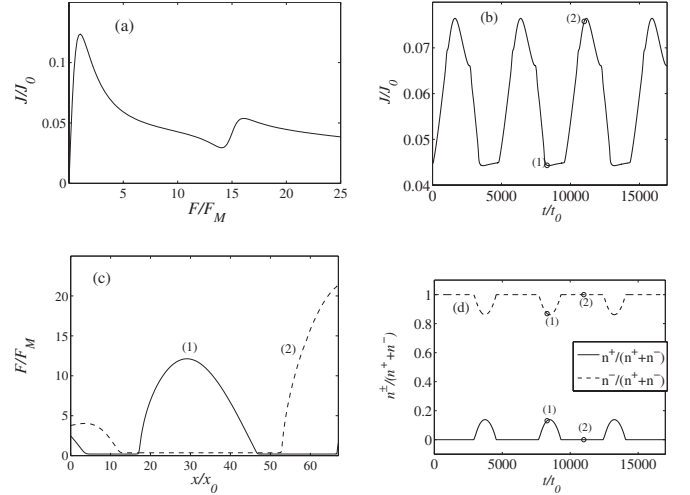 (a)
J/J₀
0.1
0.05
0
5 10 15 20 25
F/F_M
(b)
(2)
(1)
J/J₀
0.08
0.07
0.06
0.05
0.04
0 5000 10000 15000
t/t₀
(c)
(1)
(2)
F/F_M
20
15
10
5
0
0 10 20 30 40 50 60
x/x₀
(d)
(1)
(2)
n⁺/(n⁺+n⁻)
n⁻/(n⁺+n⁻)
(1)
(2)
n±/(n⁺+n⁻)
1
0.8
0.6
0.4
0.2
0
0 5000 10000 15000
t/t₀